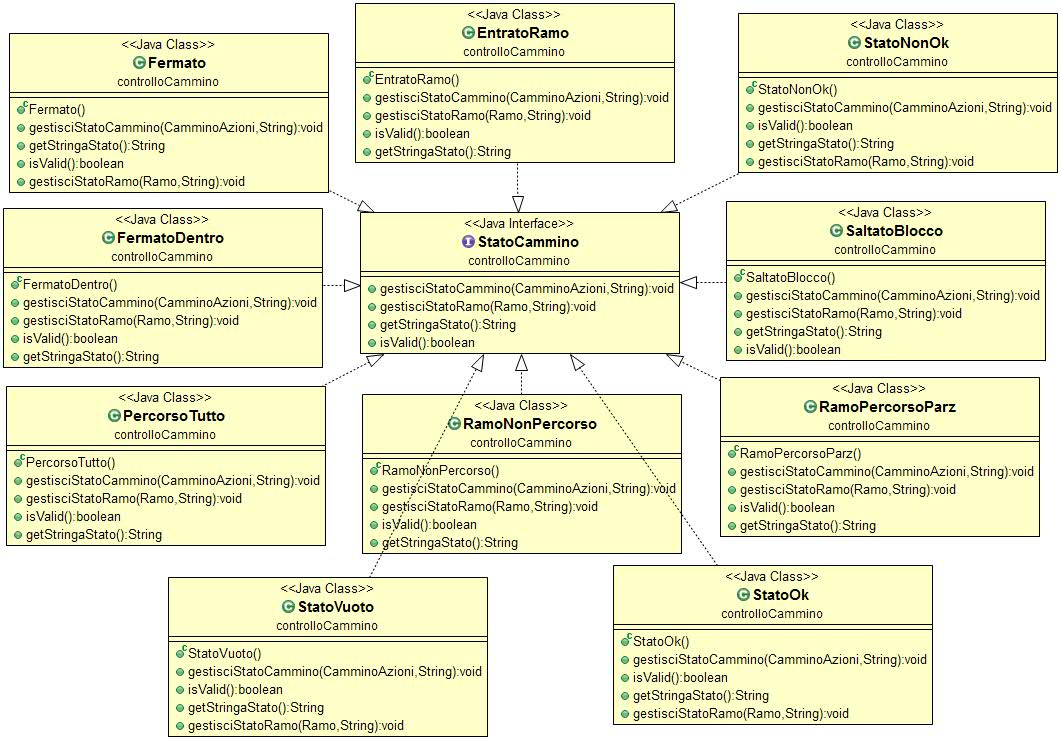 <<Java Class>>
Fermato
controlloCammino
Fermato()
gestisciStatoCammino(CamminoAzioni,String):void
getStringaStato():String
isValid():boolean
gestisciStatoRamo(Ramo,String):void
<<Java Class>>
EntratoRamo
controlloCammino
EntratoRamo()
gestisciStatoCammino(CamminoAzioni,String):void
gestisciStatoRamo(Ramo,String):void
isValid():boolean
getStringaStato():String
<<Java Class>>
StatoNonOk
controlloCammino
StatoNonOk()
gestisciStatoCammino(CamminoAzioni,String):void
isValid():boolean
getStringaStato():String
gestisciStatoRamo(Ramo,String):void
<<Java Class>>
FermatoDentro
controlloCammino
FermatoDentro()
gestisciStatoCammino(CamminoAzioni,String):void
gestisciStatoRamo(Ramo,String):void
isValid():boolean
getStringaStato():String
<<Java Interface>>
StatoCammino
controlloCammino
gestisciStatoCammino(CamminoAzioni,String):void
gestisciStatoRamo(Ramo,String):void
getStringaStato():String
isValid():boolean
<<Java Class>>
SaltatoBlocco
controlloCammino
SaltatoBlocco()
gestisciStatoCammino(CamminoAzioni,String):void
gestisciStatoRamo(Ramo,String):void
getStringaStato():String
isValid():boolean
<<Java Class>>
PercorsoTutto
controlloCammino
PercorsoTutto()
gestisciStatoCammino(CamminoAzioni,String):void
gestisciStatoRamo(Ramo,String):void
isValid():boolean
getStringaStato():String
<<Java Class>>
RamoNonPercorso
controlloCammino
RamoNonPercorso()
gestisciStatoCammino(CamminoAzioni,String):void
gestisciStatoRamo(Ramo,String):void
isValid():boolean
getStringaStato():String
<<Java Class>>
RamoPercorsoParz
controlloCammino
RamoPercorsoParz()
gestisciStatoCammino(CamminoAzioni,String):void
gestisciStatoRamo(Ramo,String):void
isValid():boolean
getStringaStato():String
<<Java Class>>
StatoVuoto
controlloCammino
StatoVuoto()
gestisciStatoCammino(CamminoAzioni,String):void
isValid():boolean
getStringaStato():String
gestisciStatoRamo(Ramo,String):void
<<Java Class>>
StatoOk
controlloCammino
StatoOk()
gestisciStatoCammino(CamminoAzioni,String):void
isValid():boolean
getStringaStato():String
gestisciStatoRamo(Ramo,String):void